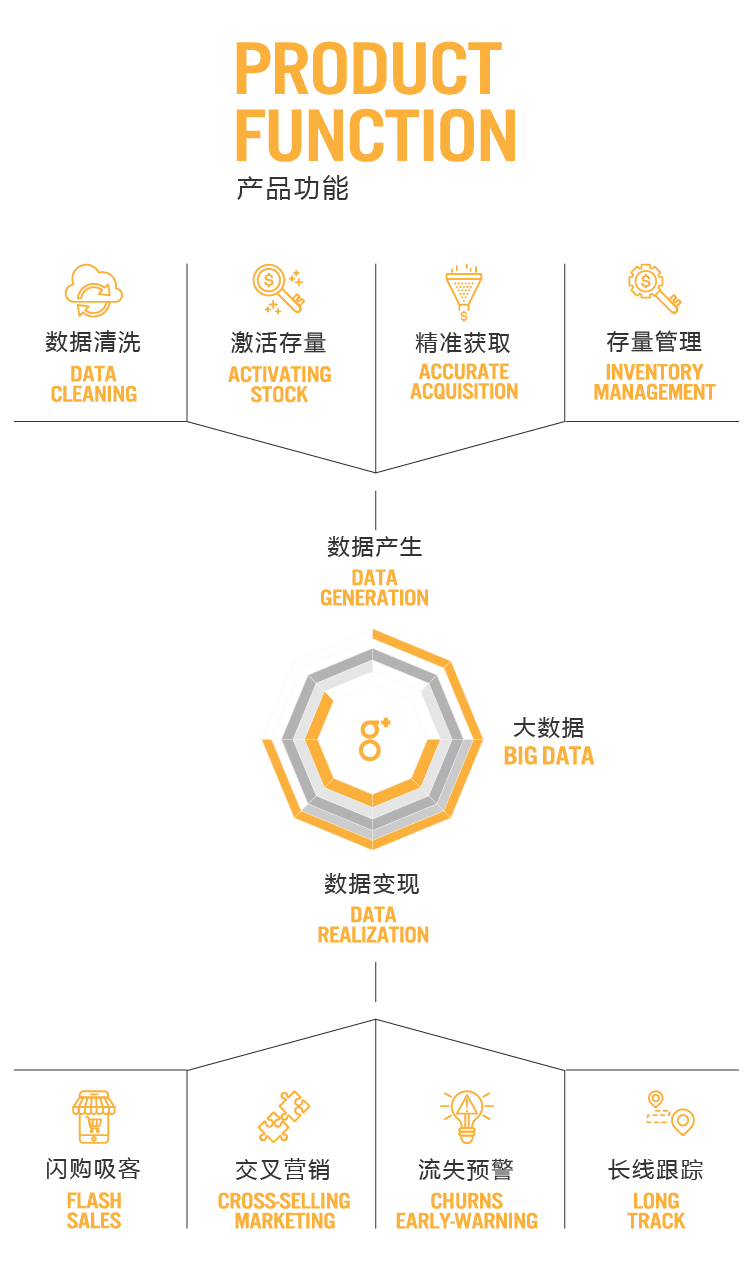 PRODUCT
FUNCTION
产品功能
数据清洗
DATA
CLEANING
激活存量
ACTIVATING
STOCK
精准获取
ACCURATE
ACQUISITION
存量管理
INVENTORY
MANAGEMENT
数据产生
DATA
GENERATION
g+
大数据
BIG DATA
数据变现
DATA
REALIZATION
闪购吸客
FLASH
SALES
交叉营销
CROSS-SELLING
MARKETING
流失预警
CHURNS
EARLY-WARNING
长线跟踪
LONG
TRACK